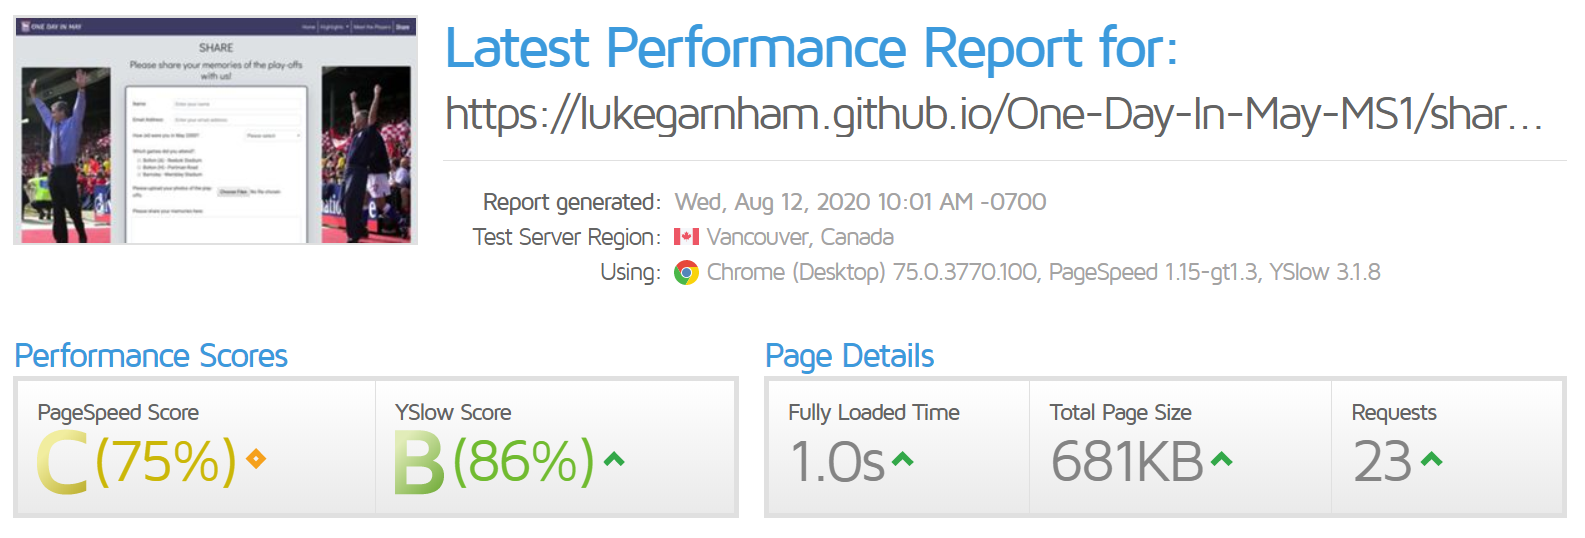 ONE DAY IN MAY
Home
Highlights
Meet the Players
Share
SHARE
Please share your memories of the play-offs
with us!
Name
Enter your name
Email Address
Enter your email address
How old were you in May 2000?
Please select
Which games did you attend?
Bolton (A) - Reebok Stadium
Bolton (H) - Portman Road
Barnsley - Wembley Stadium
Please upload your photos of the play-
offs.
Choose Files No file chosen
Please share your memories here
Latest Performance Report for:
https://lukegarnham.github.io/One-Day-In-May-MS1/shar...
Report generated: Wed, Aug 12, 2020 10:01 AM -0700
Test Server Region: Vancouver, Canada
Using: Chrome (Desktop) 75.0.3770.100, PageSpeed 1.15-gt1.3, YSlow 3.1.8
Performance Scores
PageSpeed Score
C (75%)
YSlow Score
B (86%)
Page Details
Fully Loaded Time
1.0s
Total Page Size
681KB
Requests
23